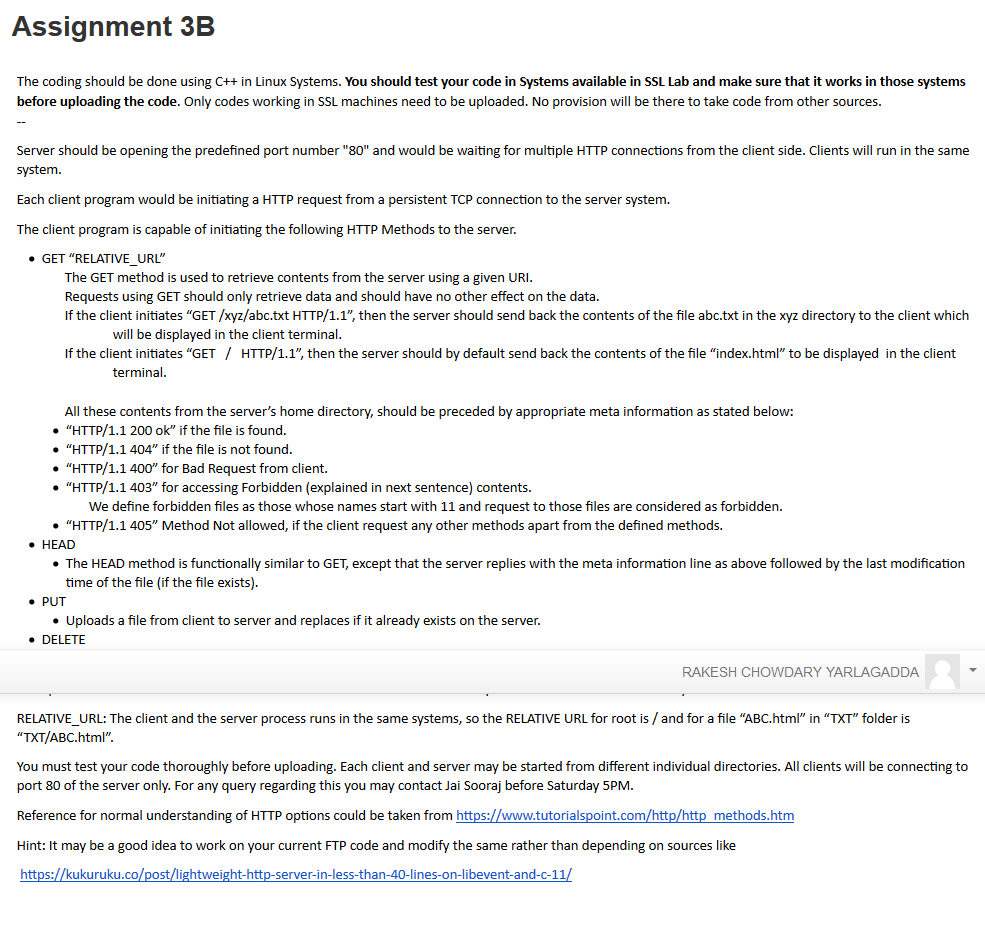 Assignment 3B
The coding should be done using C++ in Linux Systems. You should test your code in Systems available in SSL Lab and make sure that it works in those systems
before uploading the code. Only codes working in SSL machines need to be uploaded. No provision will be there to take code from other sources.
--
Server should be opening the predefined port number "80" and would be waiting for multiple HTTP connections from the client side. Clients will run in the same
system.
Each client program would be initiating a HTTP request from a persistent TCP connection to the server system.
The client program is capable of initiating the following HTTP Methods to the server.
• GET “RELATIVE_URL”
The GET method is used to retrieve contents from the server using a given URI.
Requests using GET should only retrieve data and should have no other effect on the data.
If the client initiates “GET /xyz/abc.txt HTTP/1.1”, then the server should send back the contents of the file abc.txt in the xyz directory to the client which
will be displayed in the client terminal.
If the client initiates “GET / HTTP/1.1”, then the server should by default send back the contents of the file “index.html” to be displayed in the client
terminal.
All these contents from the server’s home directory, should be preceded by appropriate meta information as stated below:
• “HTTP/1.1 200 ok” if the file is found.
• “HTTP/1.1 404” if the file is not found.
• “HTTP/1.1 400” for Bad Request from client.
• “HTTP/1.1 403” for accessing Forbidden (explained in next sentence) contents.
We define forbidden files as those whose names start with 11 and request to those files are considered as forbidden.
• “HTTP/1.1 405” Method Not allowed, if the client request any other methods apart from the defined methods.
• HEAD
• The HEAD method is functionally similar to GET, except that the server replies with the meta information line as above followed by the last modification
time of the file (if the file exists).
• PUT
• Uploads a file from client to server and replaces if it already exists on the server.
• DELETE
RAKESH CHOWDARY YARLAGADDA
RELATIVE_URL: The client and the server process runs in the same systems, so the RELATIVE URL for root is / and for a file “ABC.html” in “TXT” folder is
“TXT/ABC.html”.
You must test your code thoroughly before uploading. Each client and server may be started from different individual directories. All clients will be connecting to
port 80 of the server only. For any query regarding this you may contact Jai Sooraj before Saturday 5PM.
Reference for normal understanding of HTTP options could be taken from https://www.tutorialspoint.com/http/http_methods.htm
Hint: It may be a good idea to work on your current FTP code and modify the same rather than depending on sources like
https://kukuruku.co/post/lightweight-http-server-in-less-than-40-lines-on-libevent-and-c-11/